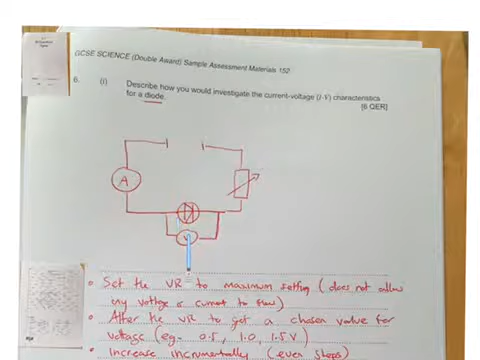 GCSE SCIENCE (Double Award) Sample Assessment Materials 152
6. (i) Describe how you would investigate the current-voltage (I-V) characteristics
for a diode.
[6 QER]
A
V
• Set the VR to maximum setting (does not allow
any voltage or current to flow)
• Alter the VR to get a chosen value for
voltage (eg. 0.5, 1.0, 1.5V)
• Increase incrementally (even steps)